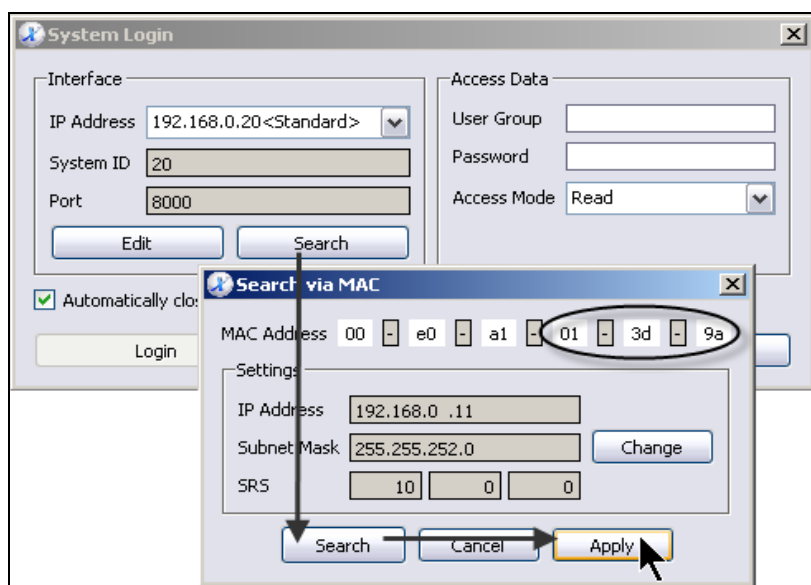 System Login
Interface
IP Address 192.168.0.20<Standard>
System ID 20
Port 8000
Edit Search
Access Data
User Group
Password
Access Mode Read
Automatically clo
Login
Search via MAC
MAC Address 00 - e0 - a1 - 01 - 3d - 9a
Settings
IP Address 192.168.0 .11
Subnet Mask 255.255.252.0 Change
SRS 10 0 0
Search Cancel Apply